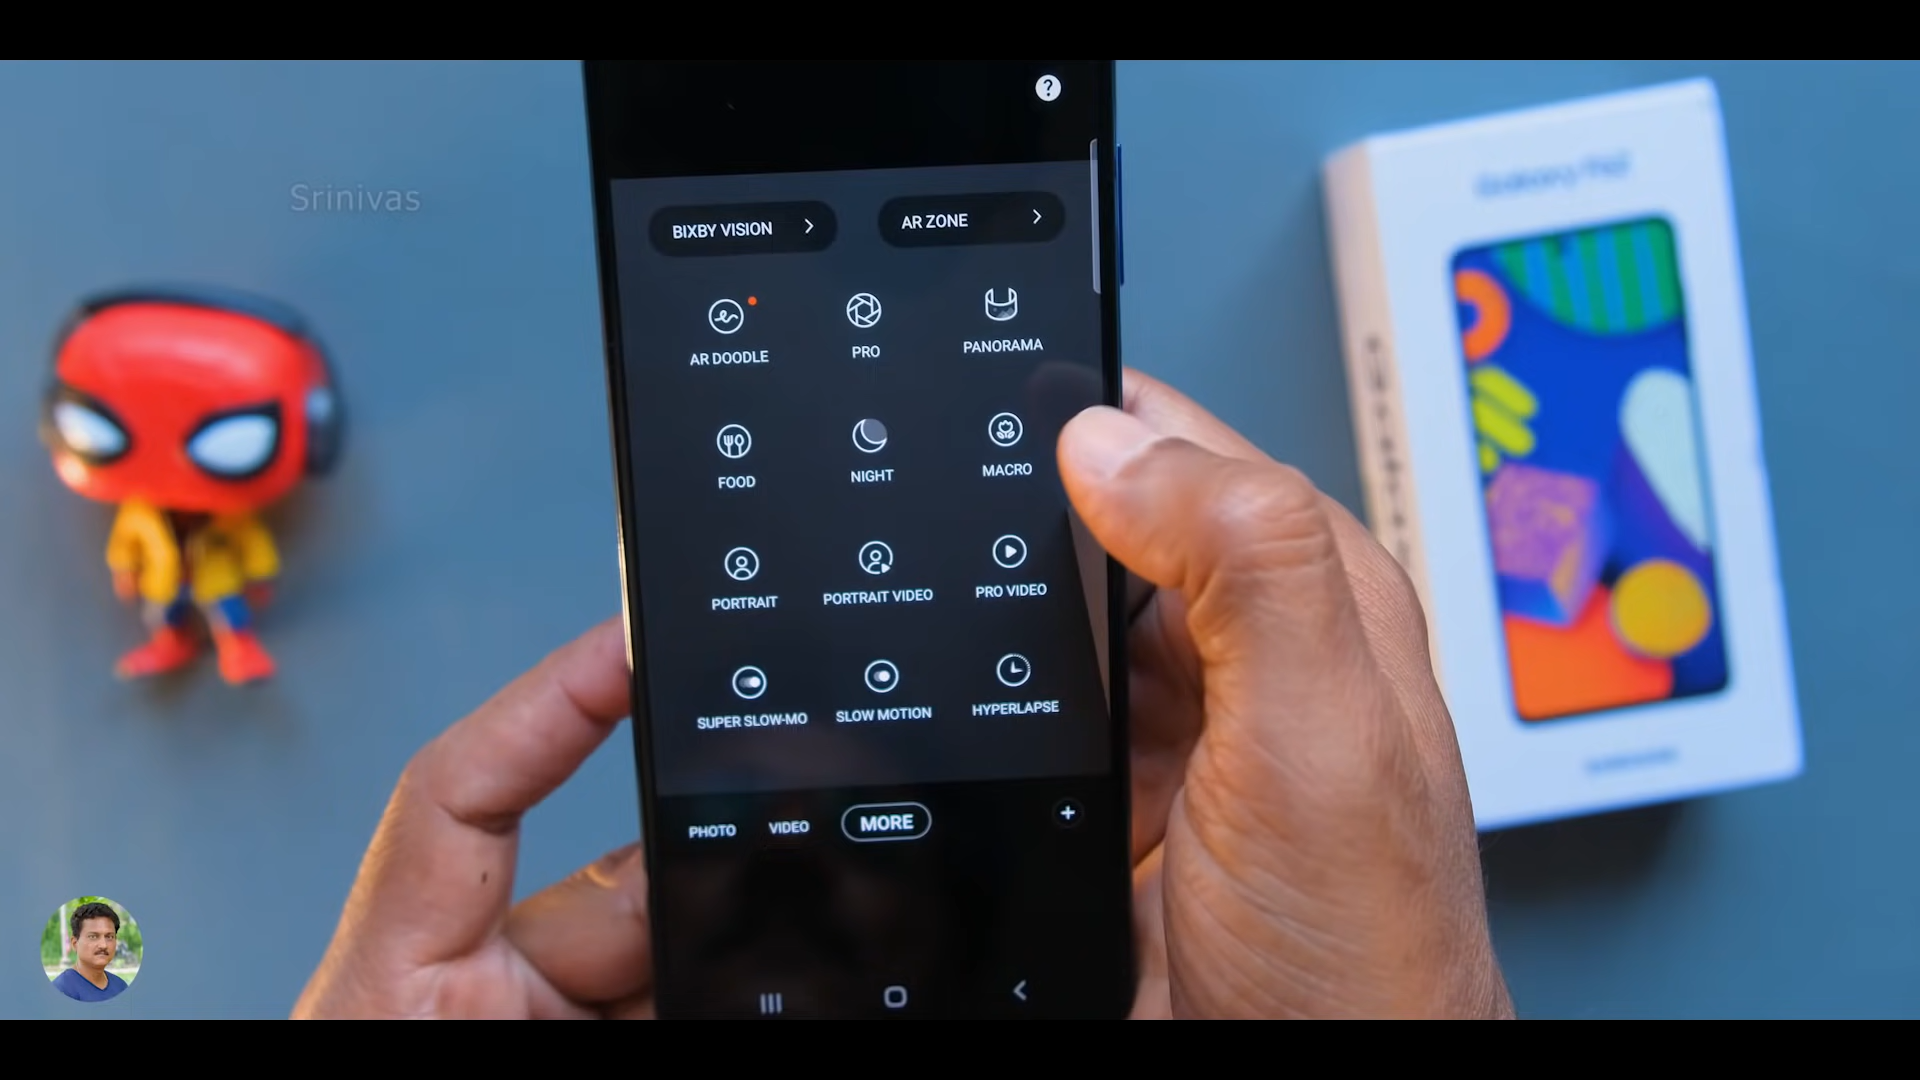 ?
Srinivas
BIXBY VISION >
AR ZONE >
AR DOODLE
PRO
PANORAMA
FOOD
NIGHT
MACRO
PORTRAIT
PORTRAIT VIDEO
PRO VIDEO
SUPER SLOW-MO
SLOW MOTION
HYPERLAPSE
PHOTO
VIDEO
MORE
+